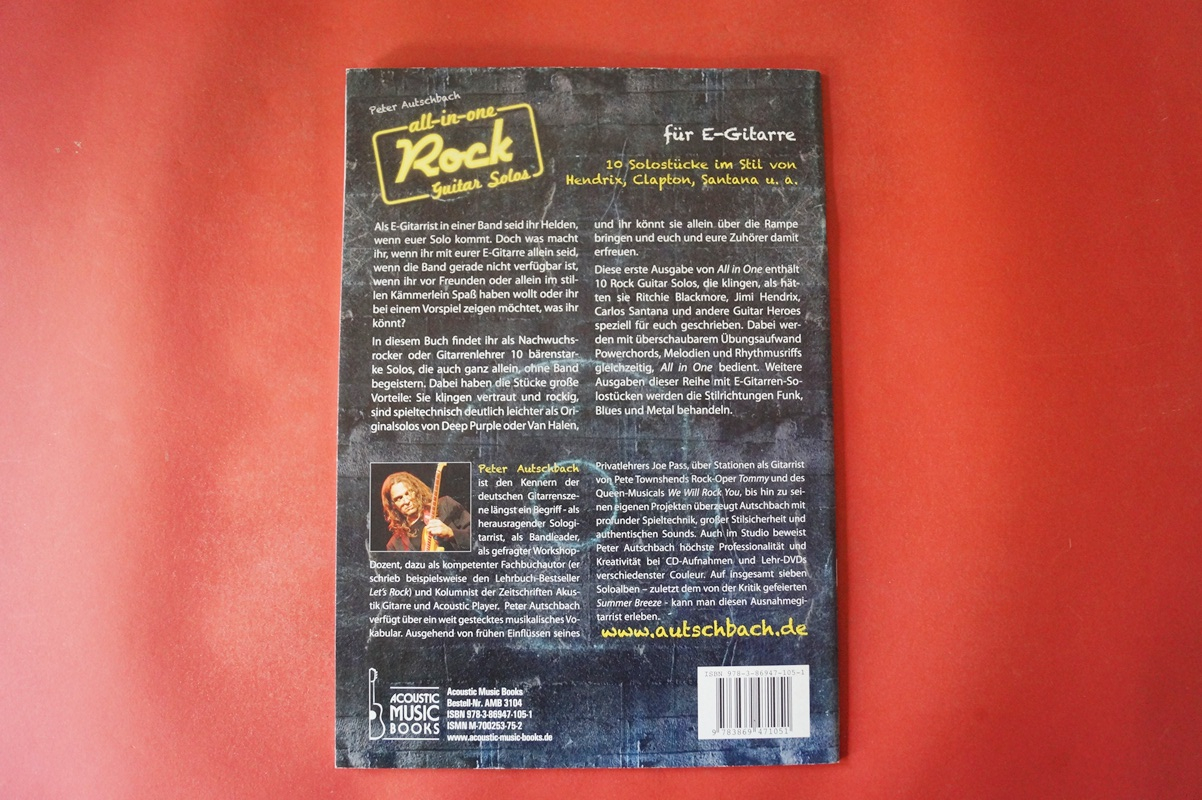 Peter Autschbach
all-in-one
Rock
Guitar Solos
für E-Gitarre
10 Solostücke im Stil von
Hendrix, Clapton, Santana u. a.
Als E-Gitarrist in einer Band seid ihr Helden,
wenn euer Solo kommt. Doch was macht
ihr, wenn ihr mit eurer E-Gitarre allein seid,
wenn die Band gerade nicht verfügbar ist,
wenn ihr vor Freunden oder allein im stil-
len Kämmerlein Spaß haben wollt oder ihr
bei einem Vorspiel zeigen möchtet, was ihr
könnt?
In diesem Buch findet ihr als Nachwuchs-
rocker oder Gitarrenlehrer 10 bärenstar-
ke Solos, die auch ganz allein, ohne Band
begeistern. Dabei haben die Stücke große
Vorteile: Sie klingen vertraut und rockig,
sind spieltechnisch deutlich leichter als Ori-
ginalsolos von Deep Purple oder Van Halen,
und ihr könnt sie allein über die Rampe
bringen und euch und eure Zuhörer damit
erfreuen.
Diese erste Ausgabe von All in One enthält
10 Rock Guitar Solos, die klingen, als hät-
ten sie Ritchie Blackmore, Jimi Hendrix,
Carlos Santana und andere Guitar Heroes
speziell für euch geschrieben. Dabei wer-
den mit überschaubarem Übungsaufwand
Powerchords, Melodien und Rhythmusriffs
gleichzeitig, All in One bedient. Weitere
Ausgaben dieser Reihe mit E-Gitarren-So-
lostücken werden die Stilrichtungen Funk,
Blues und Metal behandeln.
Peter Autschbach
ist den Kennern der
deutschen Gitarrensze-
ne längst ein Begriff - als
herausragender Sologi-
tarrist, als Bandleader,
als gefragter Workshop-
Dozent, dazu als kompetenter Fachbuchautor (er
schrieb beispielsweise den Lehrbuch-Bestseller
Let's Rock) und Kolumnist der Zeitschriften Akus-
tik Gitarre und Acoustic Player. Peter Autschbach
verfügt über ein weit gestecktes musikalisches Vo-
kabular. Ausgehend von frühen Einflüssen seines
Privatlehrers Joe Pass, über Stationen als Gitarrist
von Pete Townshends Rock-Oper Tommy und des
Queen-Musicals We Will Rock You, bis hin zu sei-
nen eigenen Projekten überzeugt Autschbach mit
profunder Spieltechnik, großer Stilsicherheit und
authentischen Sounds. Auch im Studio beweist
Peter Autschbach höchste Professionalität und
Kreativität bei CD-Aufnahmen und Lehr-DVDs
verschiedenster Couleur. Auf insgesamt sieben
Soloalben – zuletzt dem von der Kritik gefeierten
Summer Breeze - kann man diesen Ausnahmegi-
tarrist erleben.
www.autschbach.de
ACOUSTIC
MUSIC
BOOKS
Acoustic Music Books
Bestell-Nr. AMB 3104
ISBN 978-3-86947-105-1
ISMN M-700253-75-2
www.acoustic-music-books.de
ISBN 978-3-86947-105-1
9 783869 471051